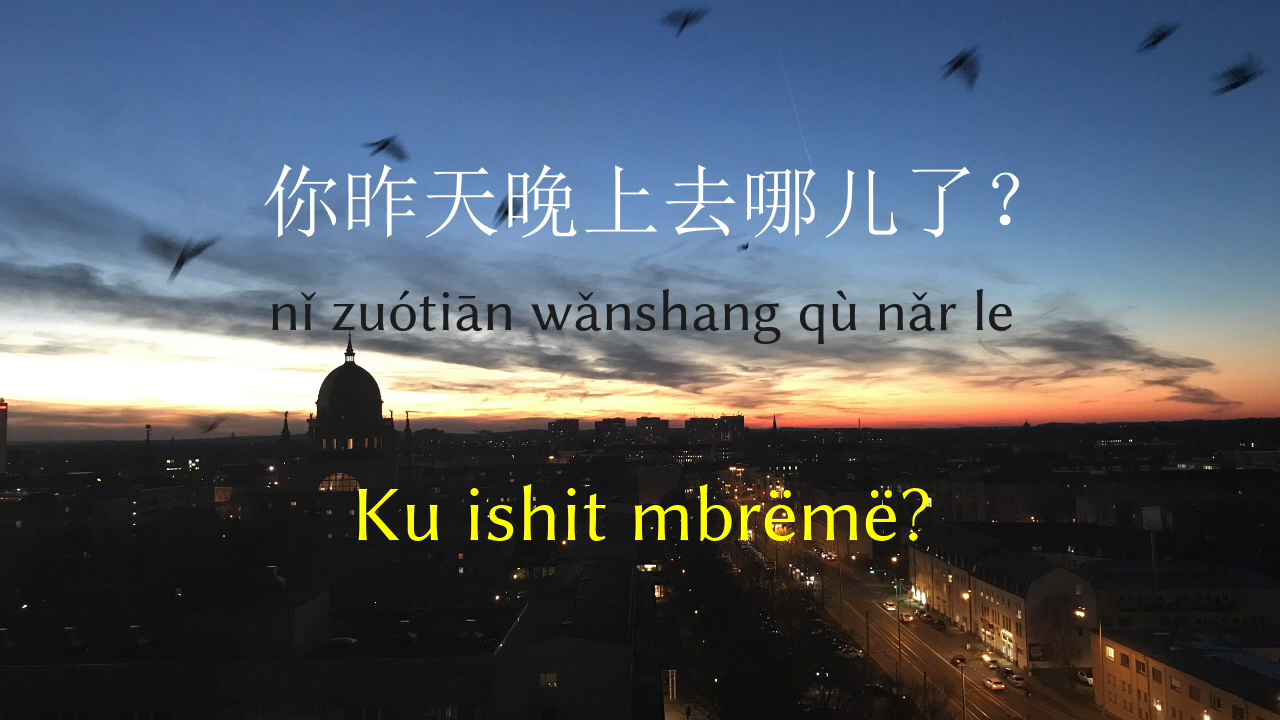 你昨天晚上去哪儿了？
nǐ zuótiān wǎnshang qù nǎr le
Ku ishit mbrëmë?